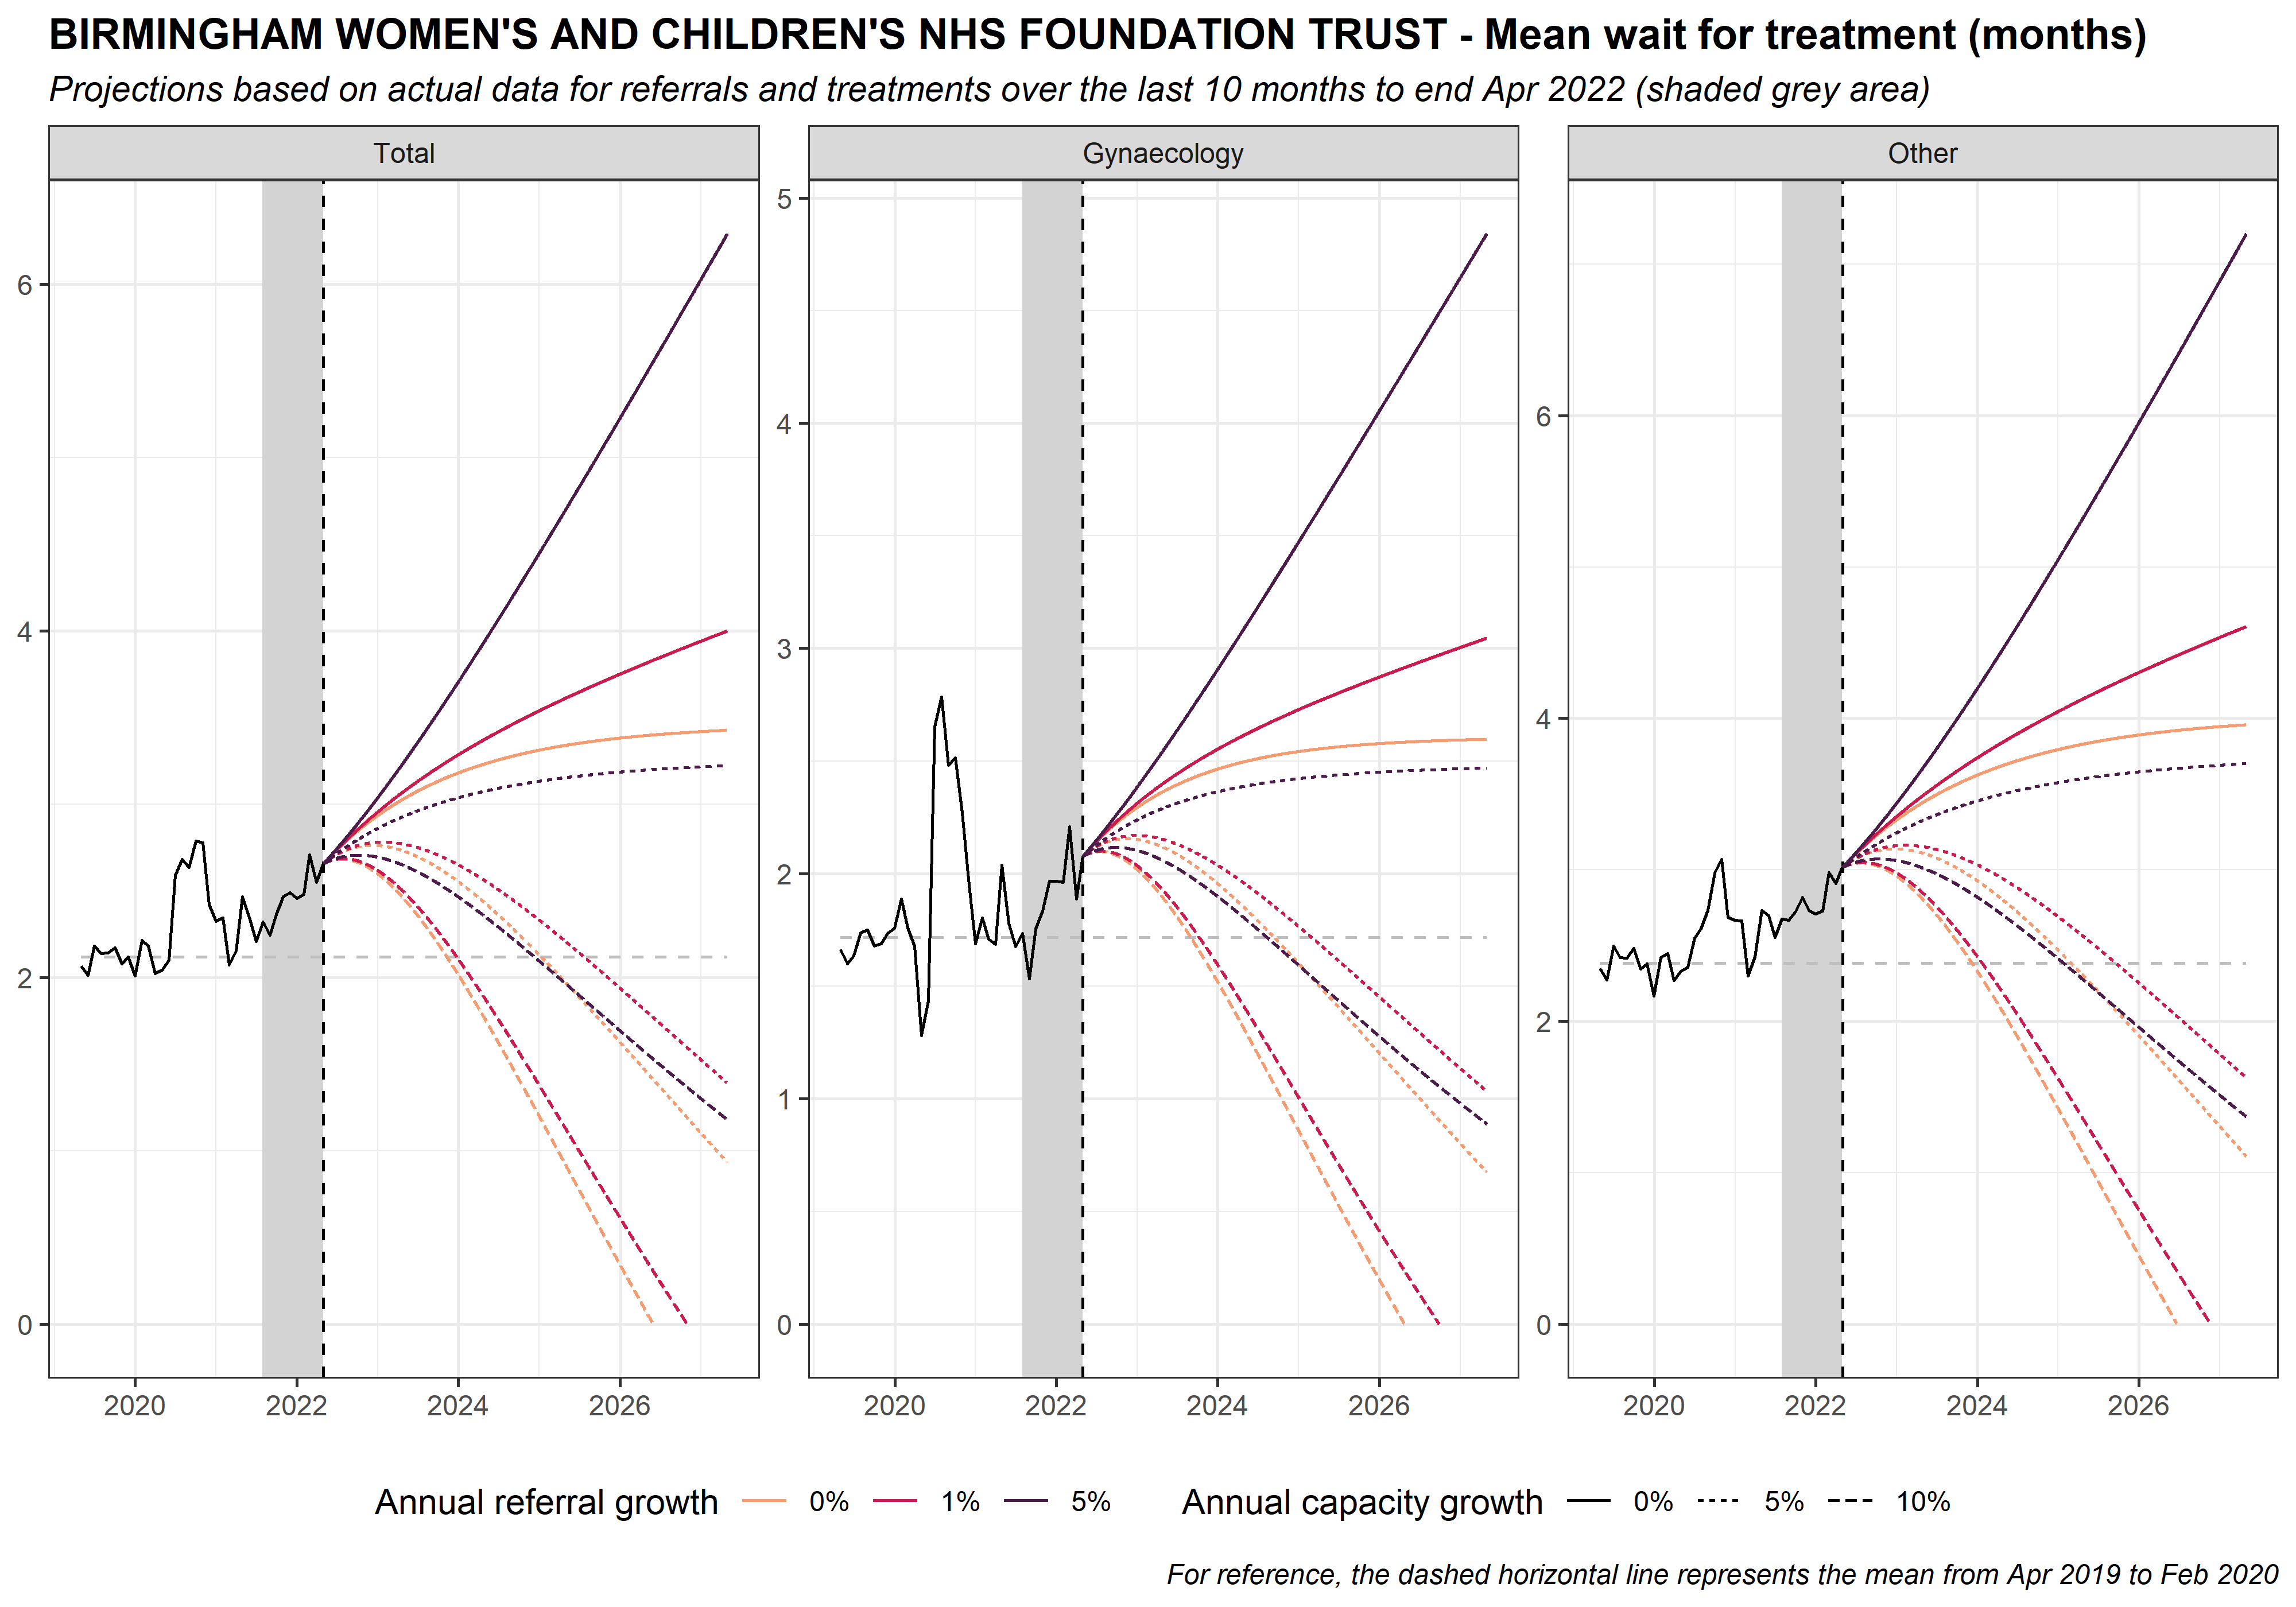 BIRMINGHAM WOMEN'S AND CHILDREN'S NHS FOUNDATION TRUST - Mean wait for treatment (months)
Projections based on actual data for referrals and treatments over the last 10 months to end Apr 2022 (shaded grey area)
Total
6
4
2
0
2020 2022 2024 2026
Gynaecology
5
4
3
2
1
0
2020 2022 2024 2026
Other
6
4
2
0
2020 2022 2024 2026
Annual referral growth 0% 1% 5% Annual capacity growth 0% 5% 10%
For reference, the dashed horizontal line represents the mean from Apr 2019 to Feb 2020